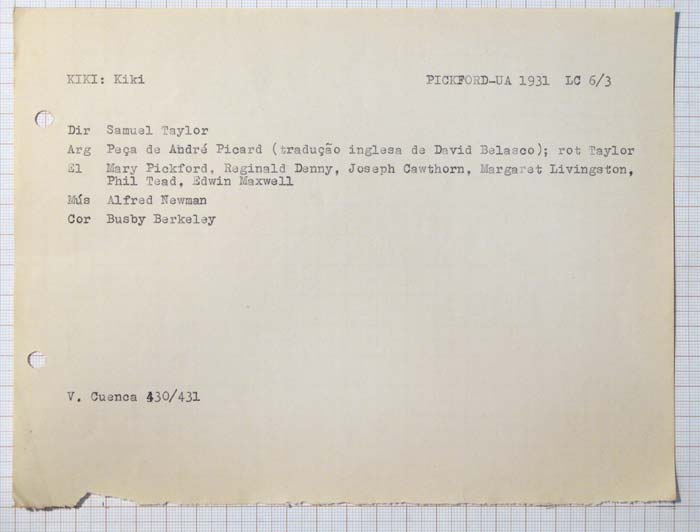 KIKI: Kiki PICKFORD-UA 1931 LC 6/3
Dir Samuel Taylor
Arg Peça de André Picard (tradução inglesa de David Belasco); rot Taylor
El Mary Pickford, Reginald Denny, Joseph Cawthorn, Margaret Livingston,
Phil Tead, Edwin Maxwell
Mús Alfred Newman
Cor Busby Berkeley
V. Cuenca 430/431